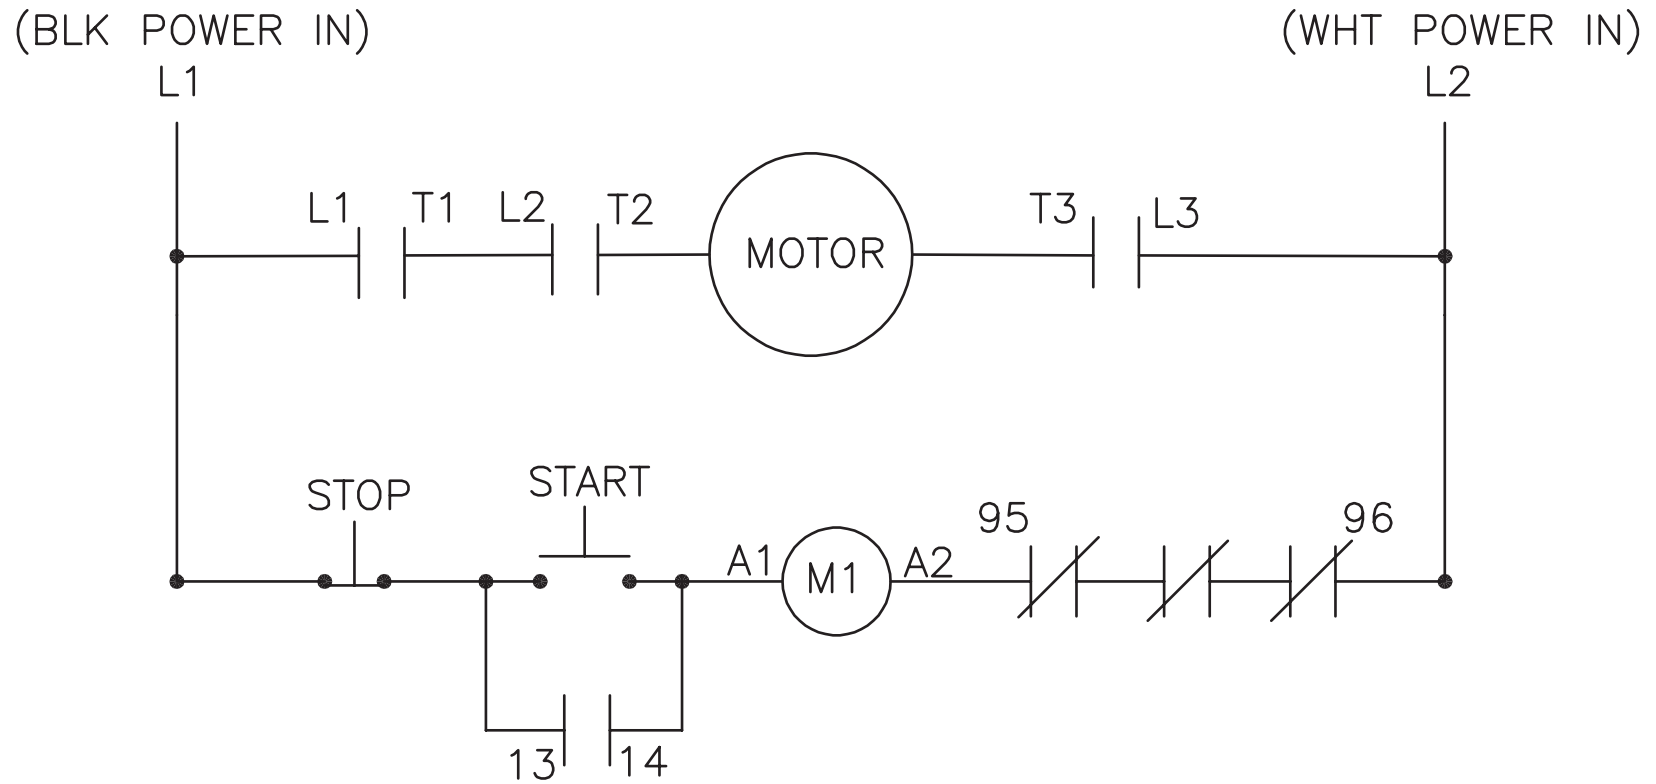 (BLK POWER IN)
(WHT POWER IN)
L1
L2
L1
T1
L2
T2
MOTOR
T3
L3
STOP
START
A1
M1
A2
95
96
13
14